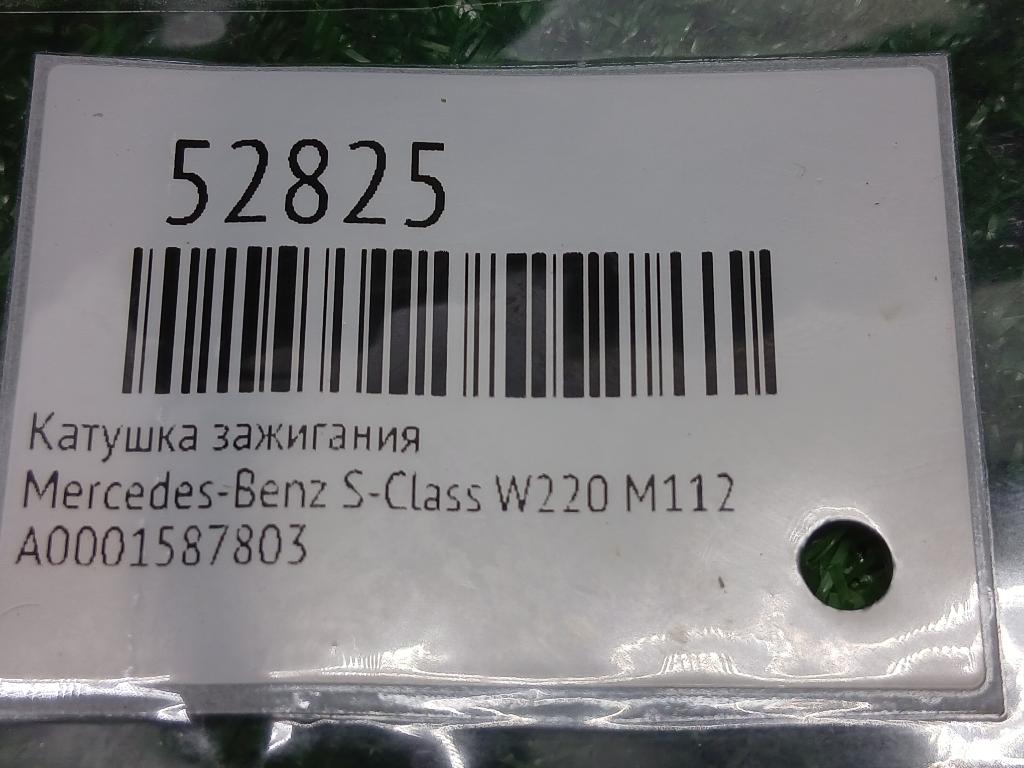 52825
Катушка зажигания
Mercedes-Benz S-Class W220 M112
A0001587803